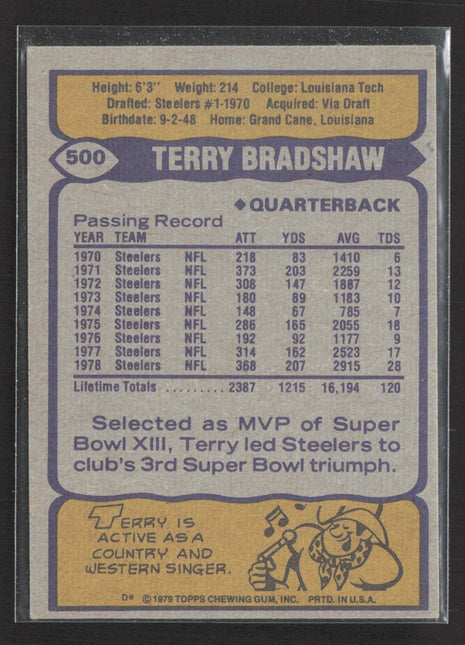 Height: 6'3" Weight: 214 College: Louisiana Tech
Drafted: Steelers #1-1970 Acquired: Via Draft
Birthdate: 9-2-48 Home: Grand Cane, Louisiana
500 TERRY BRADSHAW
◆QUARTERBACK
Passing Record
YEAR TEAM ATT YDS AVG TDS
1970 Steelers NFL 218 83 1410 6
1971 Steelers NFL 373 203 2259 13
1972 Steelers NFL 308 147 1887 12
1973 Steelers NFL 180 89 1183 10
1974 Steelers NFL 148 67 785 7
1975 Steelers NFL 286 165 2055 18
1976 Steelers NFL 192 92 1177 9
1977 Steelers NFL 314 162 2523 17
1978 Steelers NFL 368 207 2915 28
Lifetime Totals .......... 2387 1215 16,194 120
Selected as MVP of Super
Bowl XIII, Terry led Steelers to
club's 3rd Super Bowl triumph.
TERRY IS
ACTIVE AS A
COUNTRY AND
WESTERN SINGER.
D* © 1979 TOPPS CHEWING GUM, INC. PRTD. IN U.S.A.